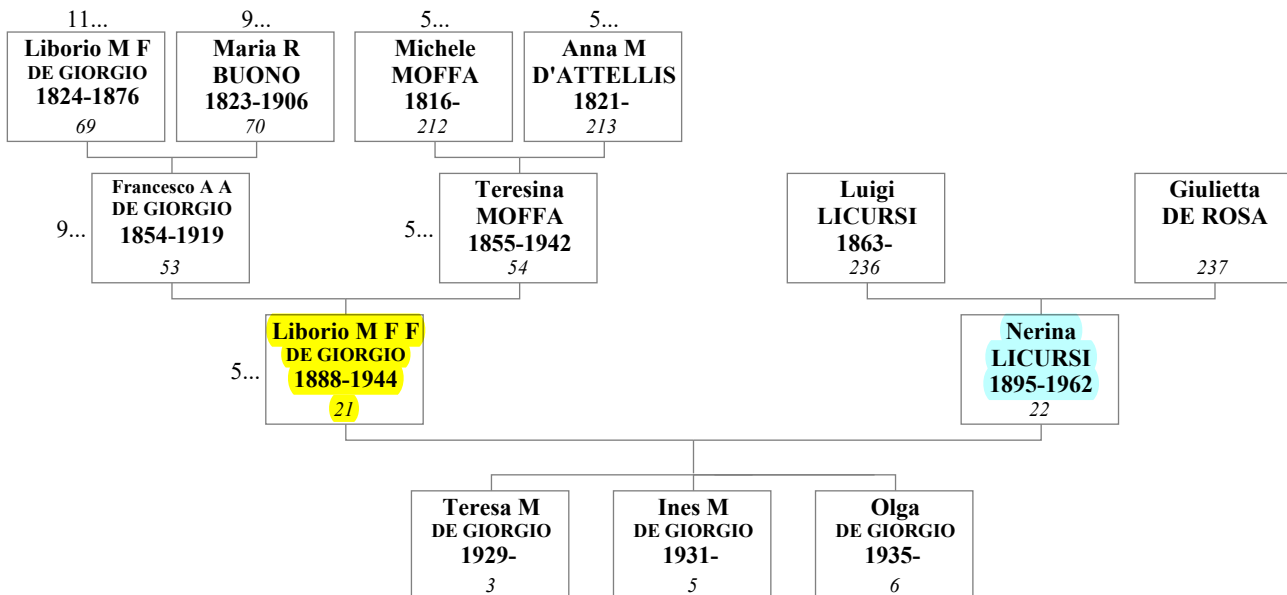 11...
9...
5...
5...
Liborio M F
DE GIORGIO
1824-1876
69
Maria R
BUONO
1823-1906
70
Michele
MOFFA
1816-
212
Anna M
D'ATTELLIS
1821-
213
9...
Francesco A A
DE GIORGIO
1854-1919
53
5...
Teresina
MOFFA
1855-1942
54
Luigi
LICURSI
1863-
236
Giulietta
DE ROSA
237
5...
Liborio M F F
DE GIORGIO
1888-1944
21
Nerina
LICURSI
1895-1962
22
Teresa M
DE GIORGIO
1929-
3
Ines M
DE GIORGIO
1931-
5
Olga
DE GIORGIO
1935-
6